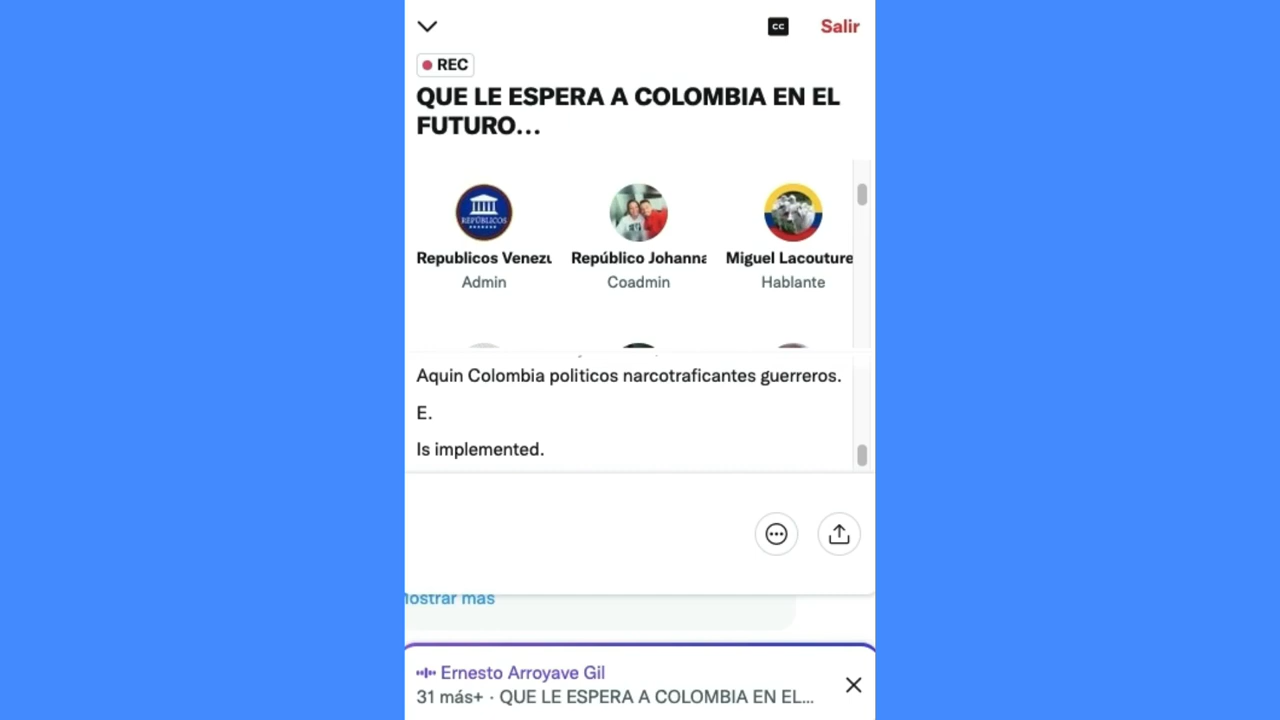 CC
Salir
REC
QUE LE ESPERA A COLOMBIA EN EL
FUTURO...
REPÚBLICOS
Republicos Venezu
Admin
República Johanna
Coadmin
Miguel Lacouture
Hablante
Aquin Colombia politicos narcotraficantes guerreros.
E.
Is implemented.
Mostrar más
Ernesto Arroyave Gil
31 más+ · QUE LE ESPERA A COLOMBIA EN EL...